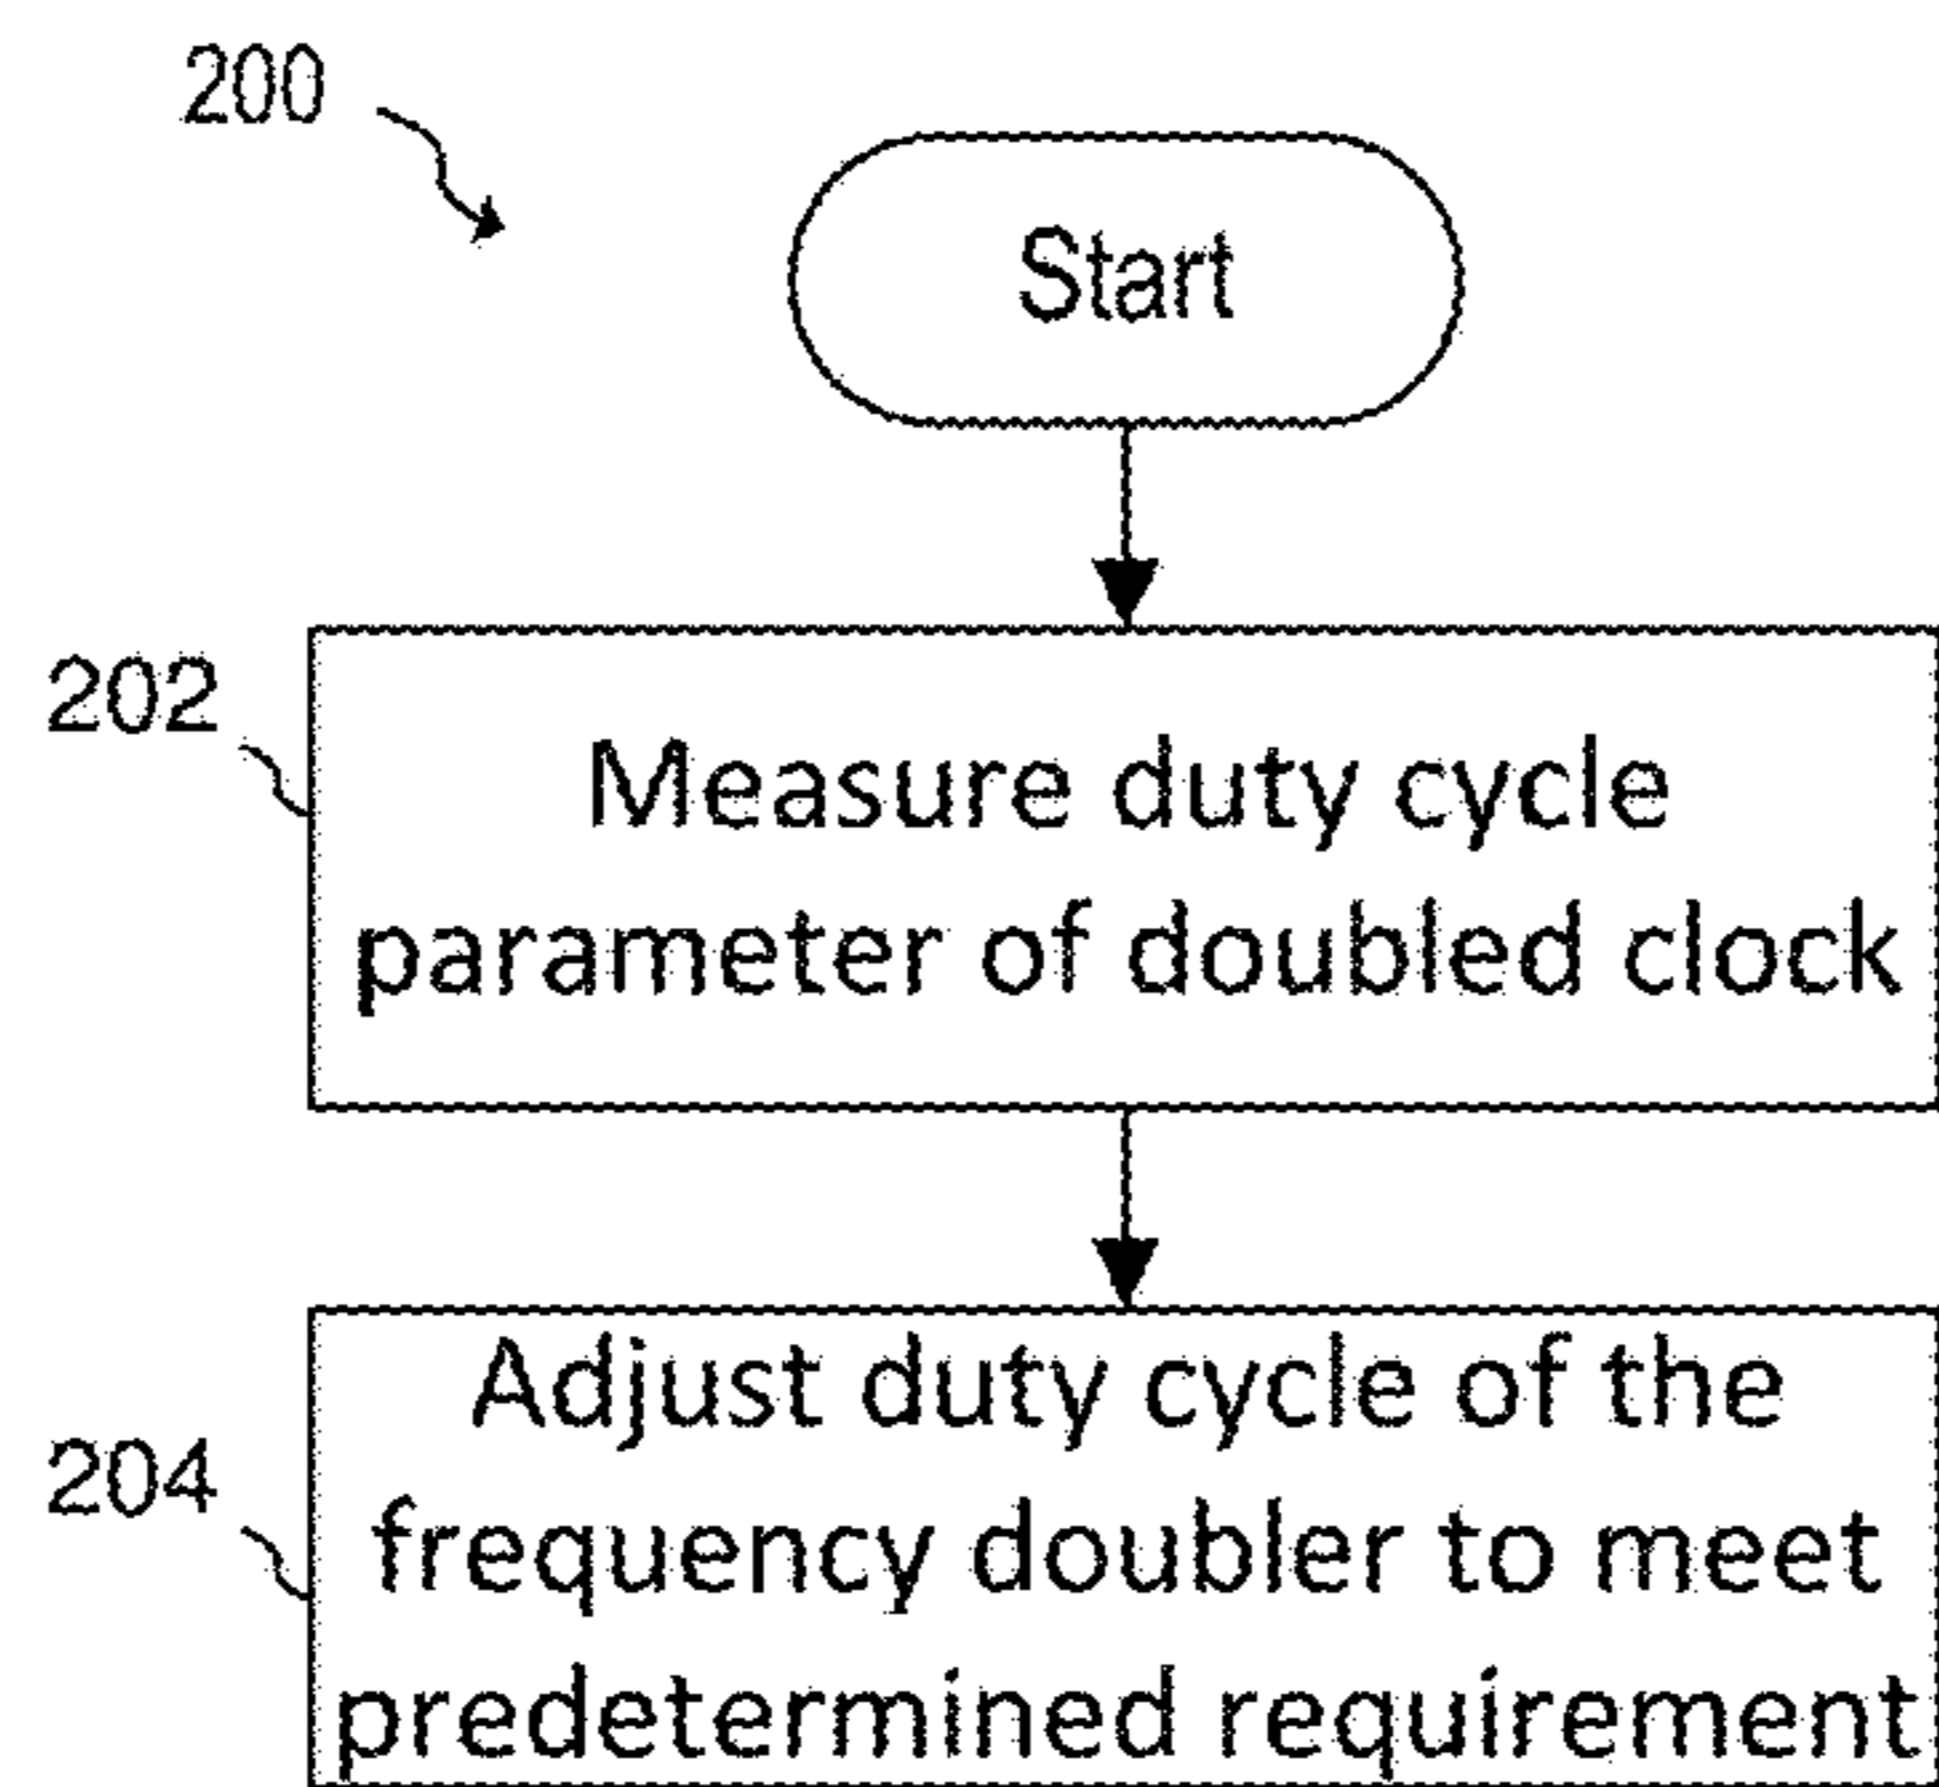 200
Start
202
Measure duty cycle
parameter of doubled clock
204
Adjust duty cycle of the
frequency doubler to meet
predetermined requirement